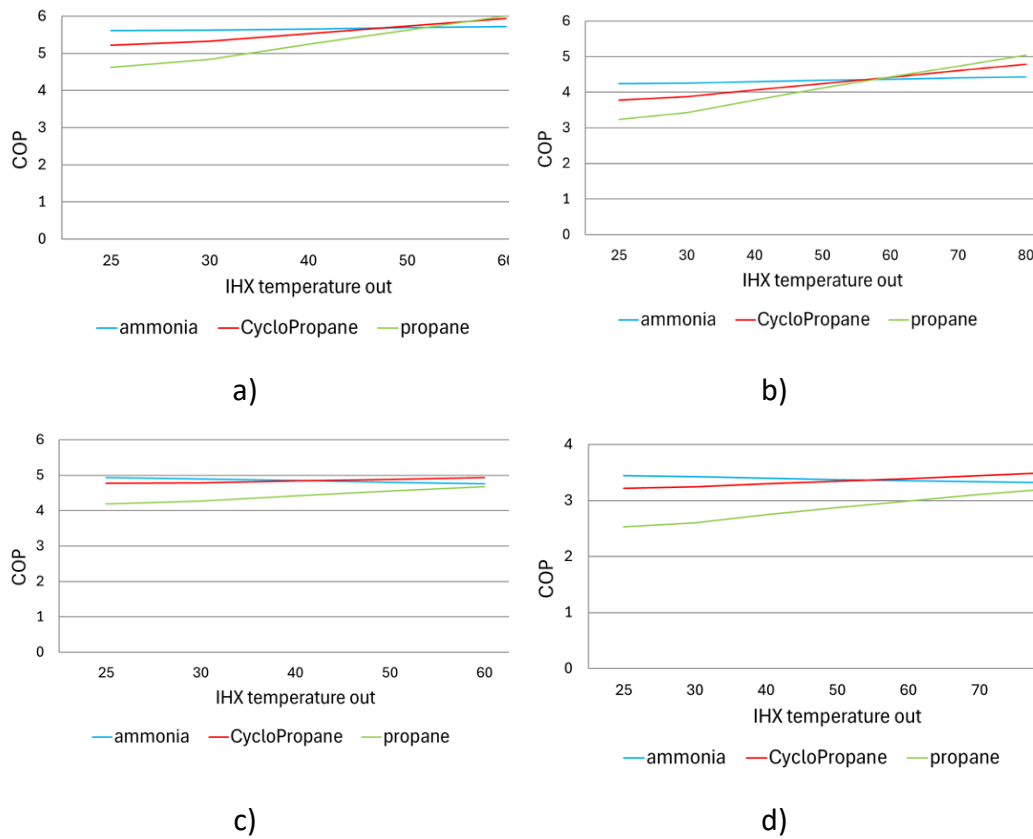 6
5
4
3
2
1
0
COP
25 30 40 50 60
IHX temperature out
ammonia CycloPropane propane
a)
6
5
4
3
2
1
0
COP
25 30 40 50 60 70 80
IHX temperature out
ammonia CycloPropane propane
b)
6
5
4
3
2
1
0
COP
25 30 40 50 60
IHX temperature out
ammonia CycloPropane propane
c)
4
3
2
1
0
COP
25 30 40 50 60 70
IHX temperature out
ammonia CycloPropane propane
d)